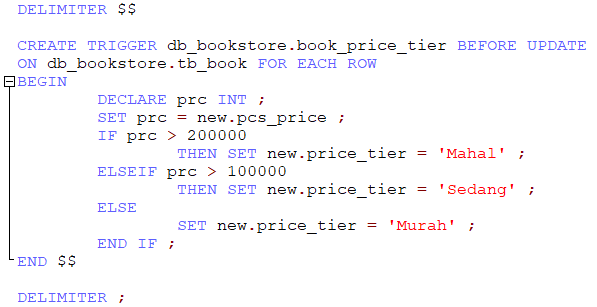 DELIMITER $$
CREATE TRIGGER db_bookstore.book_price_tier BEFORE UPDATE
ON db_bookstore.tb_book FOR EACH ROW
BEGIN
DECLARE prc INT ;
SET prc = new.pcs_price ;
IF prc > 200000
THEN SET new.price_tier = 'Mahal' ;
ELSEIF prc > 100000
THEN SET new.price_tier = 'Sedang' ;
ELSE
SET new.price_tier = 'Murah' ;
END IF ;
END $$
DELIMITER ;